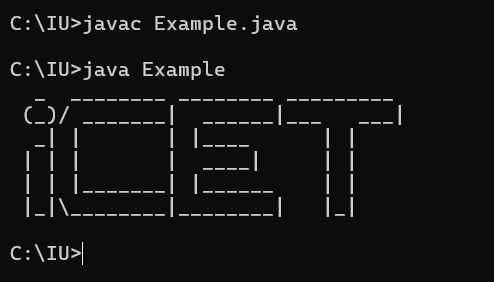 C:\IU>javac Example.java
C:\IU>java Example
  _  ________ ________ _________
 (_)/ _______|  ______|___   ___|
  _| |       | |____      | |
 | | |       |  ____|     | |
 | | |_______| |______    | |
 |_|\________|________|   |_|
C:\IU>